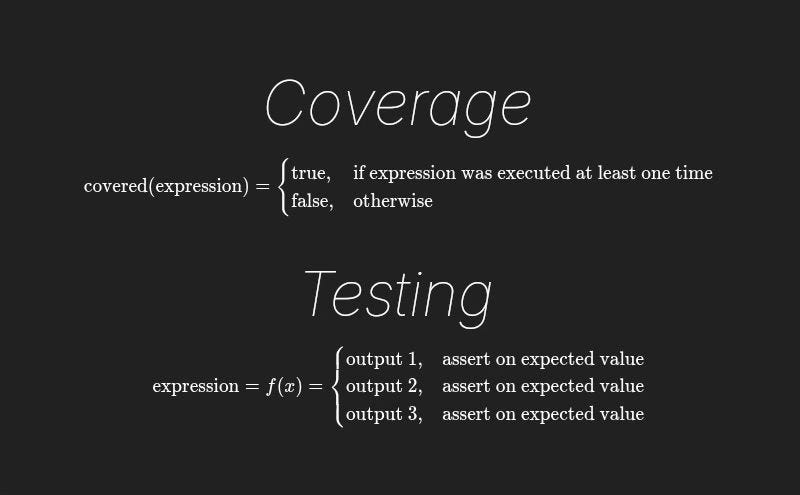 Coverage
covered(expression) = { true, if expression was executed at least one time
false, otherwise
Testing
output 1, assert on expected value
expression = f(x) = { output 2, assert on expected value
output 3, assert on expected value